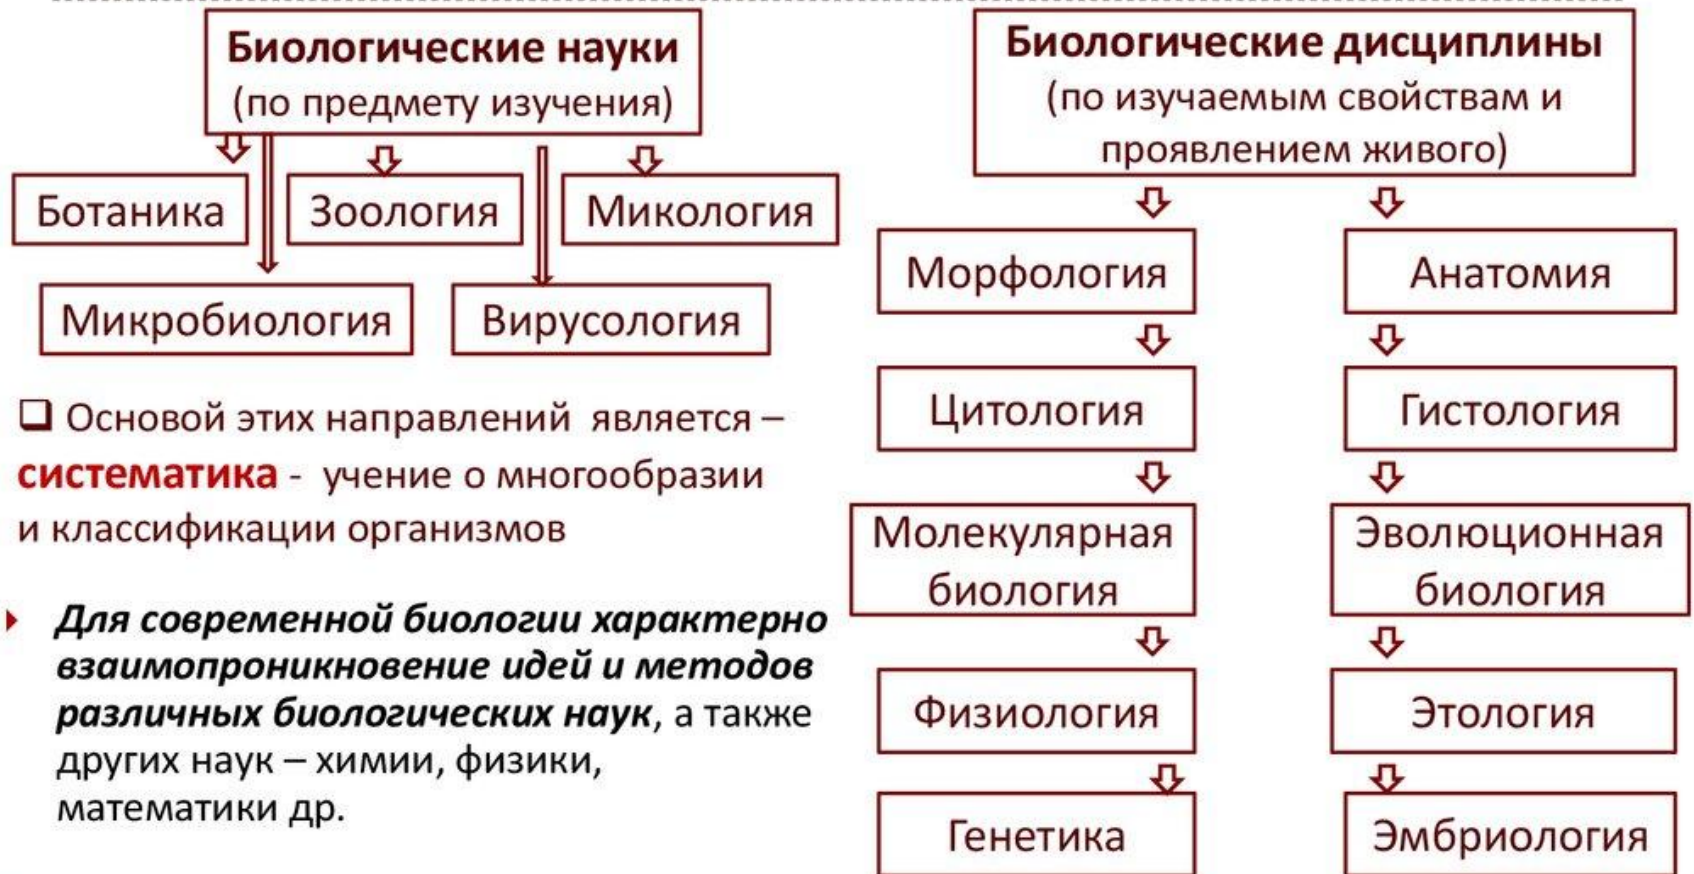 Биологические науки
(по предмету изучения)
Ботаника
Зоология
Микология
Микробиология
Вирусология
❑ Основой этих направлений является –
систематика - учение о многообразии
и классификации организмов
Для современной биологии характерно
взаимопроникновение идей и методов
различных биологических наук, а также
других наук – химии, физики,
математики др.
Биологические дисциплины
(по изучаемым свойствам и
проявлением живого)
Морфология
Анатомия
Цитология
Гистология
Молекулярная
биология
Эволюционная
биология
Физиология
Этология
Генетика
Эмбриология